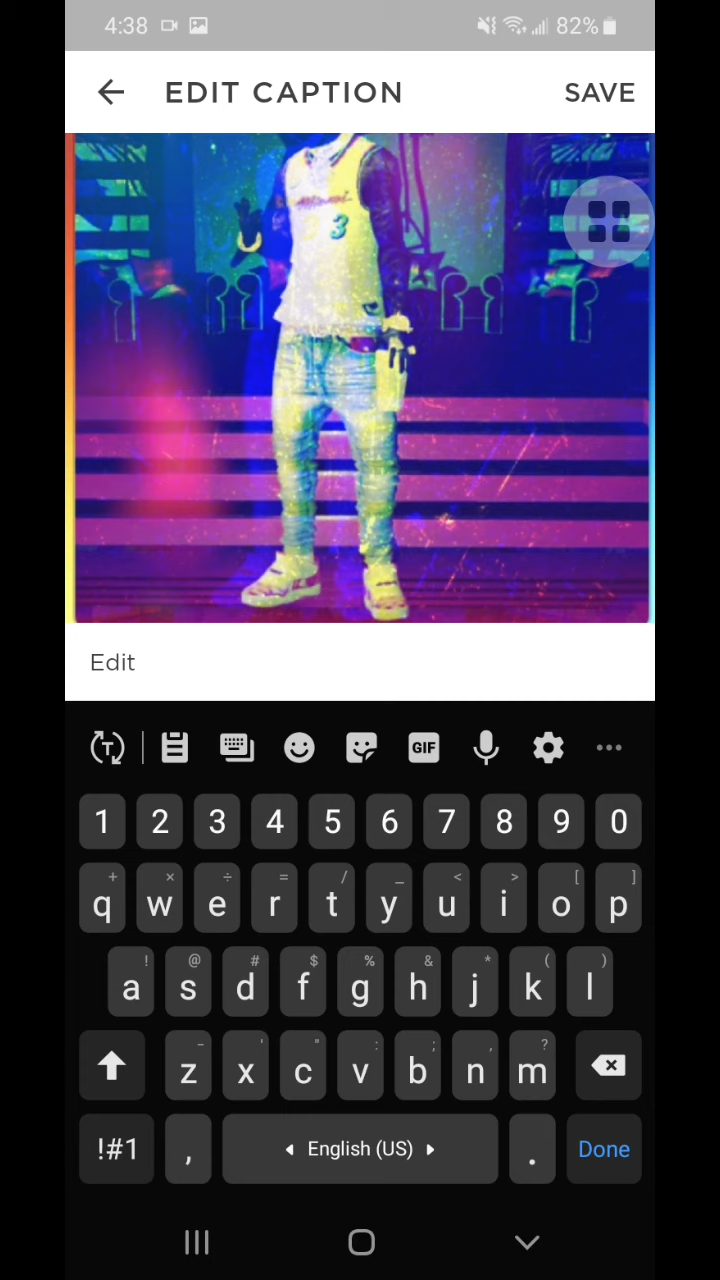 4:38 82%
EDIT CAPTION SAVE
3
Edit
T GIF
1 2 3 4 5 6 7 8 9 0
+ × ÷ = / _ < > [ ]
q w e r t y u i o p
! @ # $ % & * ( )
a s d f g h j k l
- ' " : ; , ?
z x c v b n m
!#1 , English (US) . Done